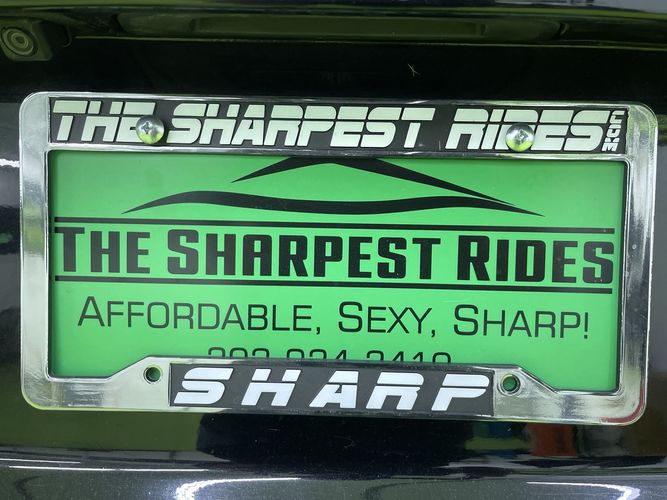 THE SHARPEST RIDES.COM
THE SHARPEST RIDES
AFFORDABLE, SEXY, SHARP!
SHARP